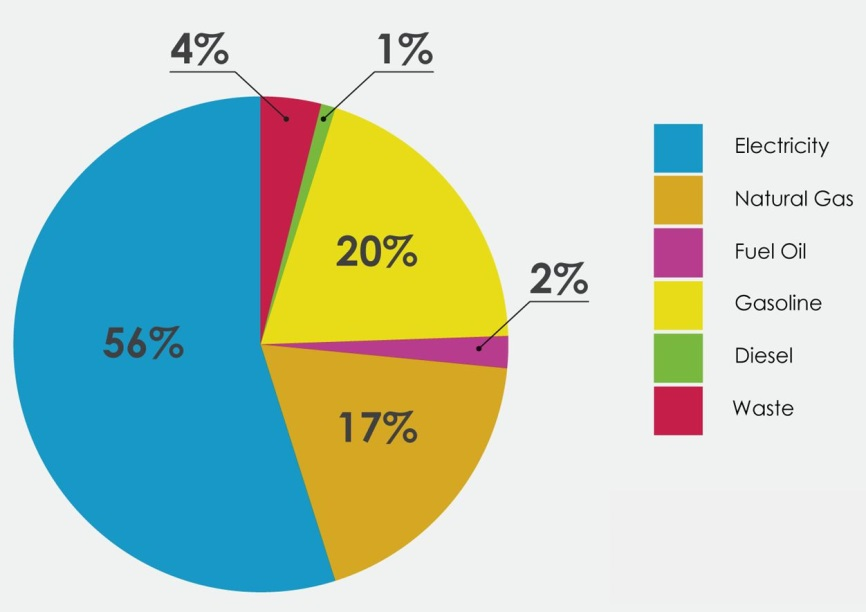 4%
1%
20%
2%
56%
17%
Electricity
Natural Gas
Fuel Oil
Gasoline
Diesel
Waste